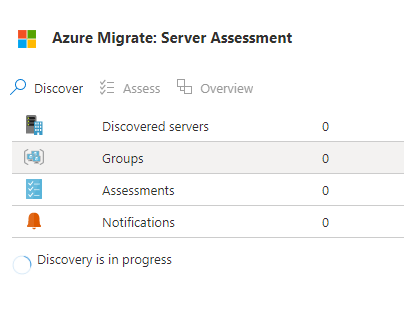 Azure Migrate: Server Assessment
Discover Assess Overview
Discovered servers 0
Groups 0
Assessments 0
Notifications 0
Discovery is in progress